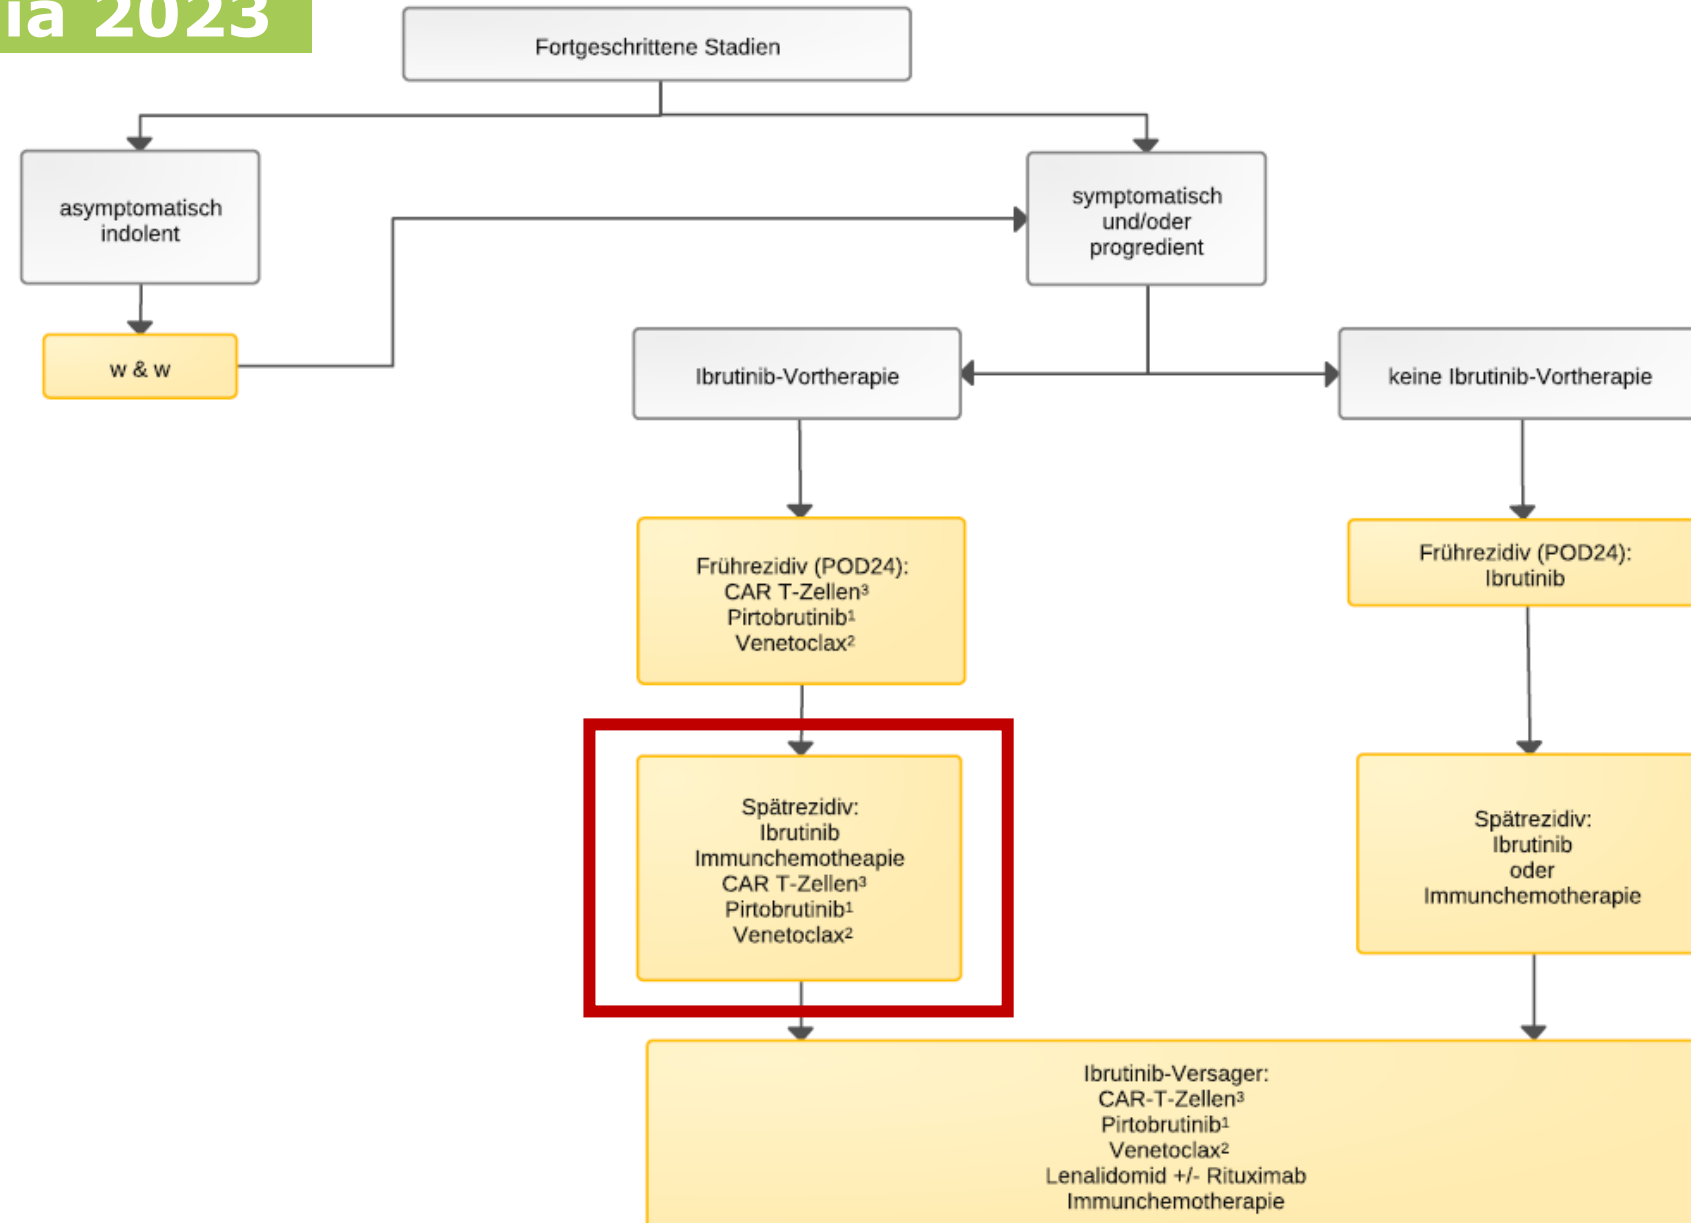 ia 2023
Fortgeschrittene Stadien
asymptomatisch
indolent
symptomatisch
und/oder
progredient
w & w
Ibrutinib-Vortherapie
keine Ibrutinib-Vortherapie
Frührezidiv (POD24):
CAR T-Zellen³
Pirtobrutinib¹
Venetoclax²
Frührezidiv (POD24):
Ibrutinib
Spätrezidiv:
Ibrutinib
Immunchemotheapie
CAR T-Zellen³
Pirtobrutinib¹
Venetoclax²
Spätrezidiv:
Ibrutinib
oder
Immunchemotherapie
Ibrutinib-Versager:
CAR-T-Zellen³
Pirtobrutinib¹
Venetoclax²
Lenalidomid +/- Rituximab
Immunchemotherapie